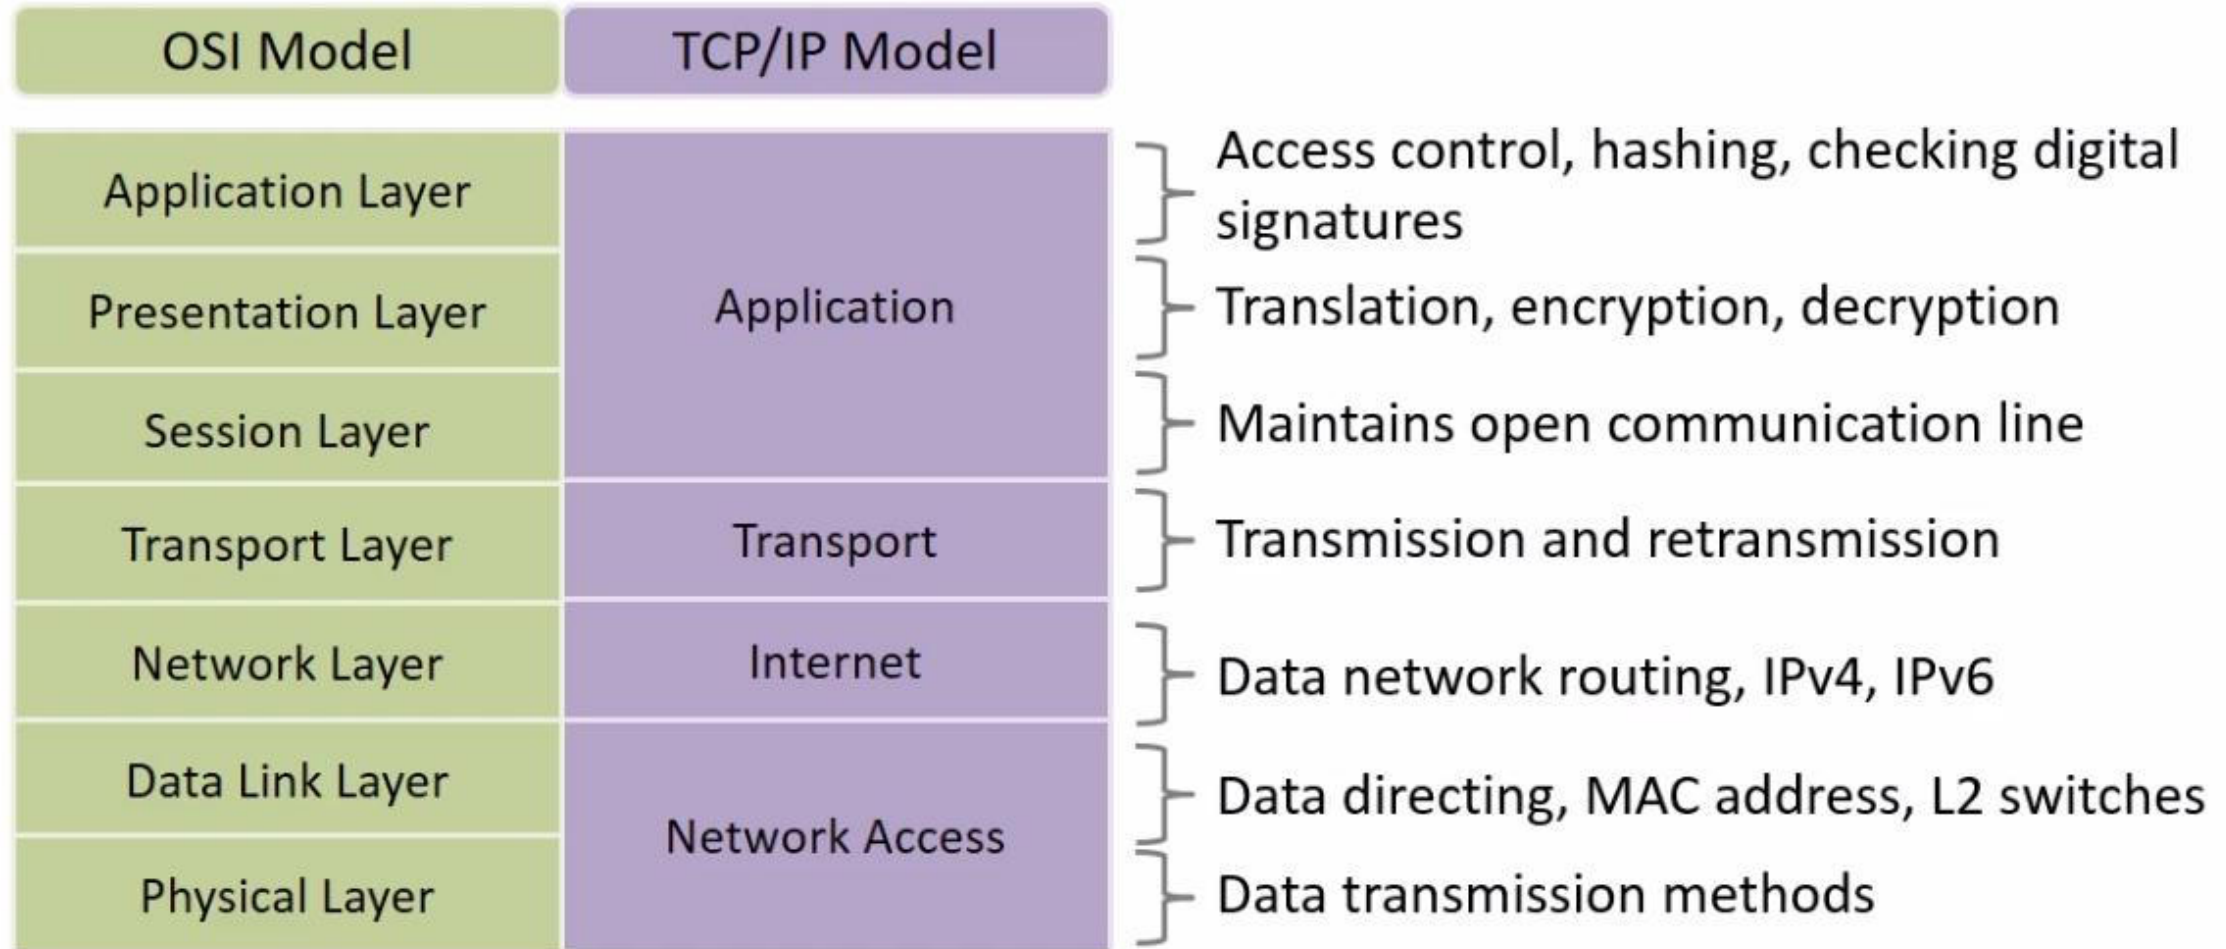 OSI Model
TCP/IP Model
Application Layer
Presentation Layer
Session Layer
Transport Layer
Network Layer
Data Link Layer
Physical Layer
Application
Transport
Internet
Network Access
Access control, hashing, checking digital
signatures
Translation, encryption, decryption
Maintains open communication line
Transmission and retransmission
Data network routing, IPv4, IPv6
Data directing, MAC address, L2 switches
Data transmission methods